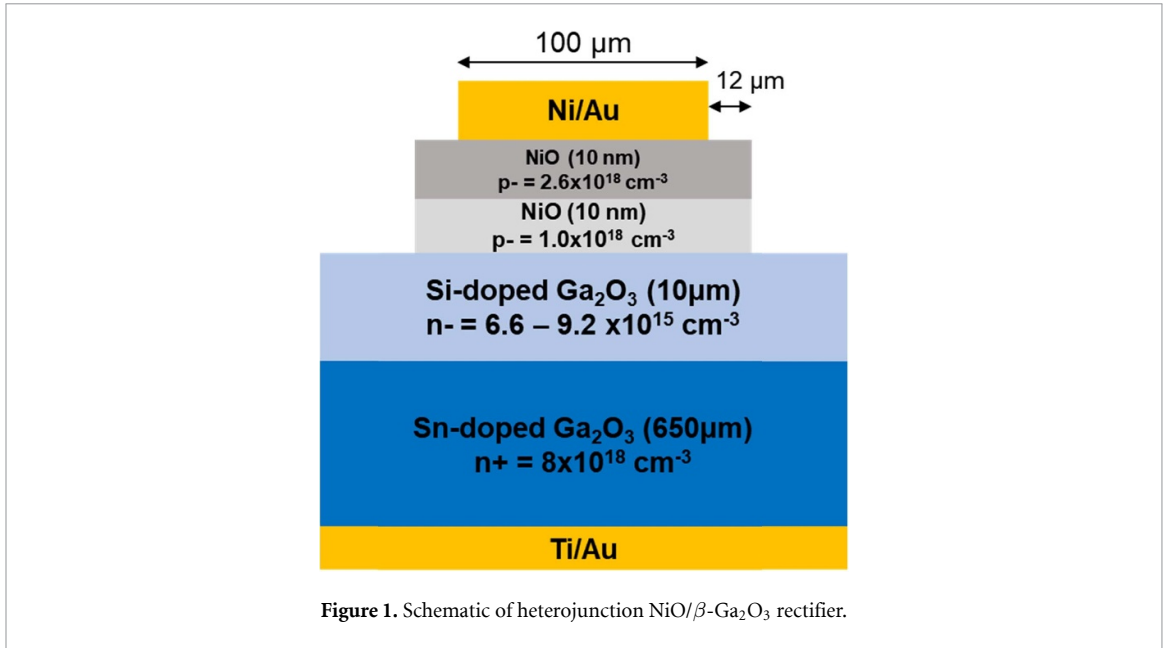 100 µm
12 µm
Ni/Au
NiO (10 nm)
p- = 2.6x10¹⁸ cm⁻³
NiO (10 nm)
p- = 1.0x10¹⁸ cm⁻³
Si-doped Ga₂O₃ (10µm)
n- = 6.6 – 9.2 x10¹⁵ cm⁻³
Sn-doped Ga₂O₃ (650µm)
n+ = 8x10¹⁸ cm⁻³
Ti/Au
Figure 1. Schematic of heterojunction NiO/β-Ga₂O₃ rectifier.